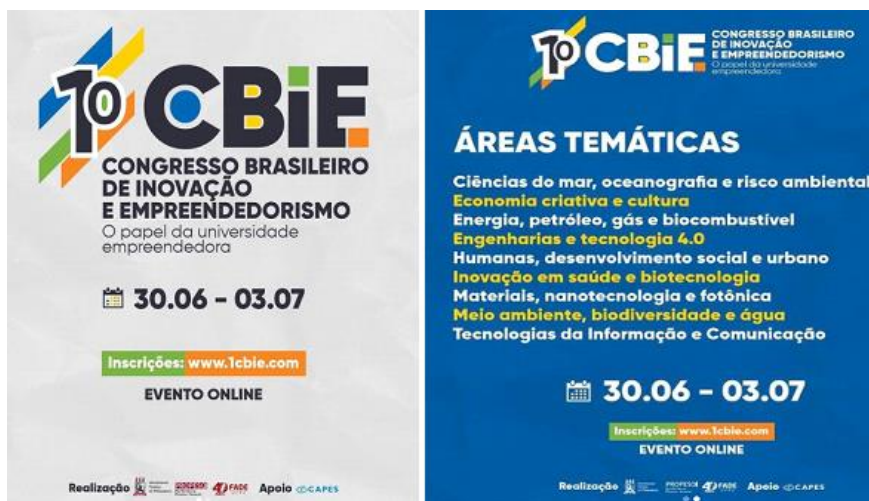 1º CBiE
CONGRESSO BRASILEIRO
DE INOVAÇÃO
E EMPREENDEDORISMO
O papel da universidade
empreendedora
30.06 - 03.07
Inscrições: www.1cbie.com
EVENTO ONLINE
Realização
FADE
Apoio CAPES
1º CBiE
CONGRESSO BRASILEIRO
DE INOVAÇÃO
E EMPREENDEDORISMO
O papel da universidade
empreendedora
ÁREAS TEMÁTICAS
Ciências do mar, oceanografia e risco ambiental
Economia criativa e cultura
Energia, petróleo, gás e biocombustível
Engenharias e tecnologia 4.0
Humanas, desenvolvimento social e urbano
Inovação em saúde e biotecnologia
Materiais, nanotecnologia e fotônica
Meio ambiente, biodiversidade e água
Tecnologias da Informação e Comunicação
30.06 - 03.07
Inscrições: www.1cbie.com
EVENTO ONLINE
Realização
FADE
Apoio CAPES